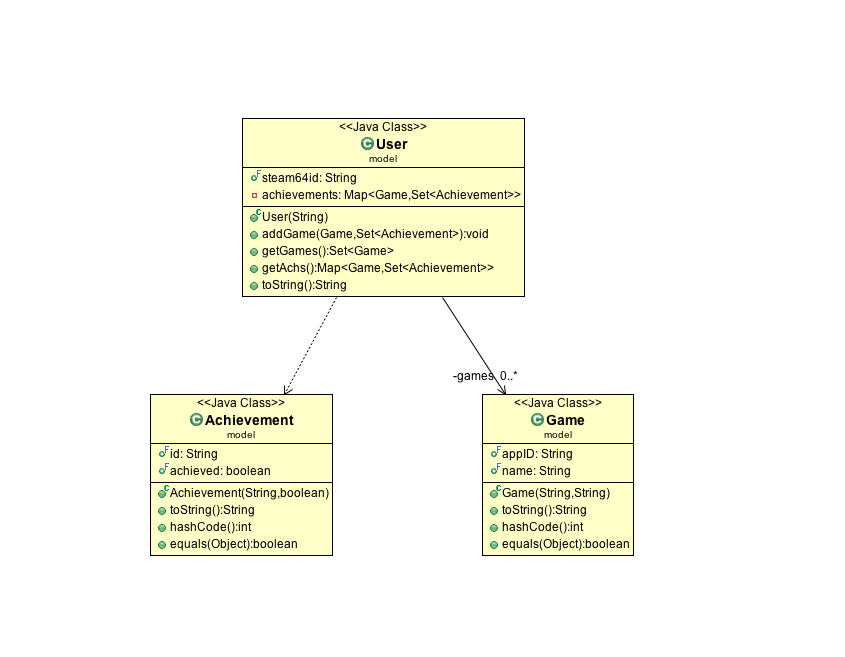 <<Java Class>>
User
model
steam64id: String
achievements: Map<Game,Set<Achievement>>
User(String)
addGame(Game,Set<Achievement>):void
getGames():Set<Game>
getAchs():Map<Game,Set<Achievement>>
toString():String
-games 0..*
<<Java Class>>
Achievement
model
id: String
achieved: boolean
Achievement(String,boolean)
toString():String
hashCode():int
equals(Object):boolean
<<Java Class>>
Game
model
appID: String
name: String
Game(String,String)
toString():String
hashCode():int
equals(Object):boolean